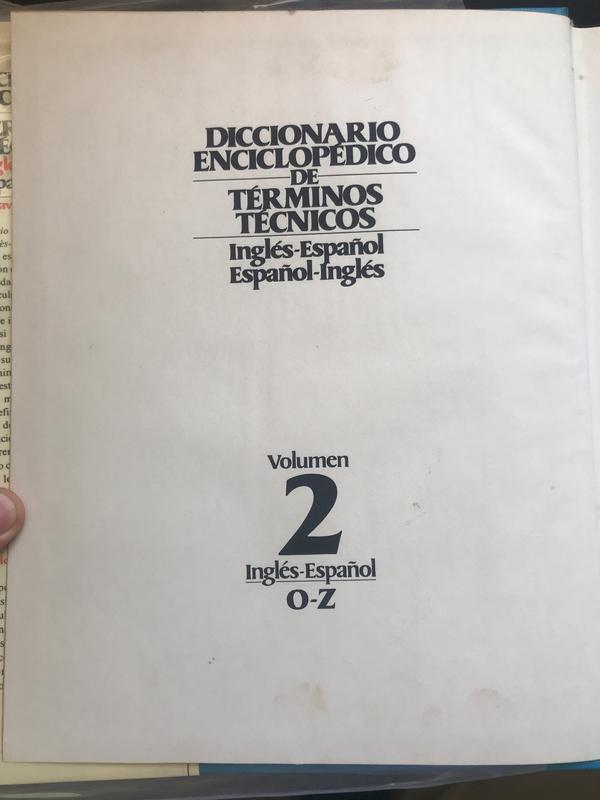 DICCIONARIO
ENCICLOPÉDICO
DE
TÉRMINOS
TÉCNICOS
Inglés-Español
Español-Inglés
Volumen
2
Inglés-Español
O-Z